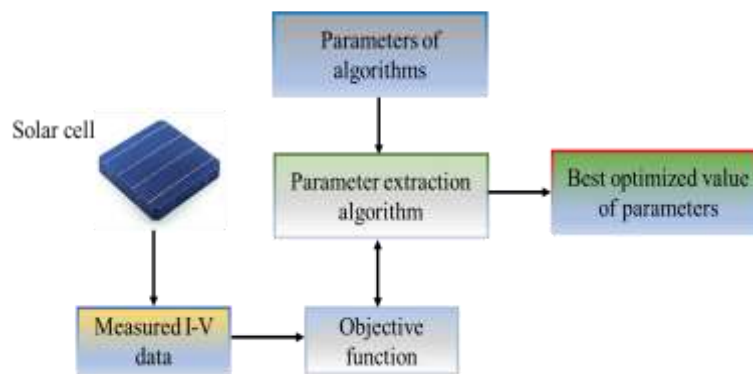 Parameters of
algorithms
Solar cell
Parameter extraction
algorithm
Best optimized value
of parameters
Measured I-V
data
Objective
function